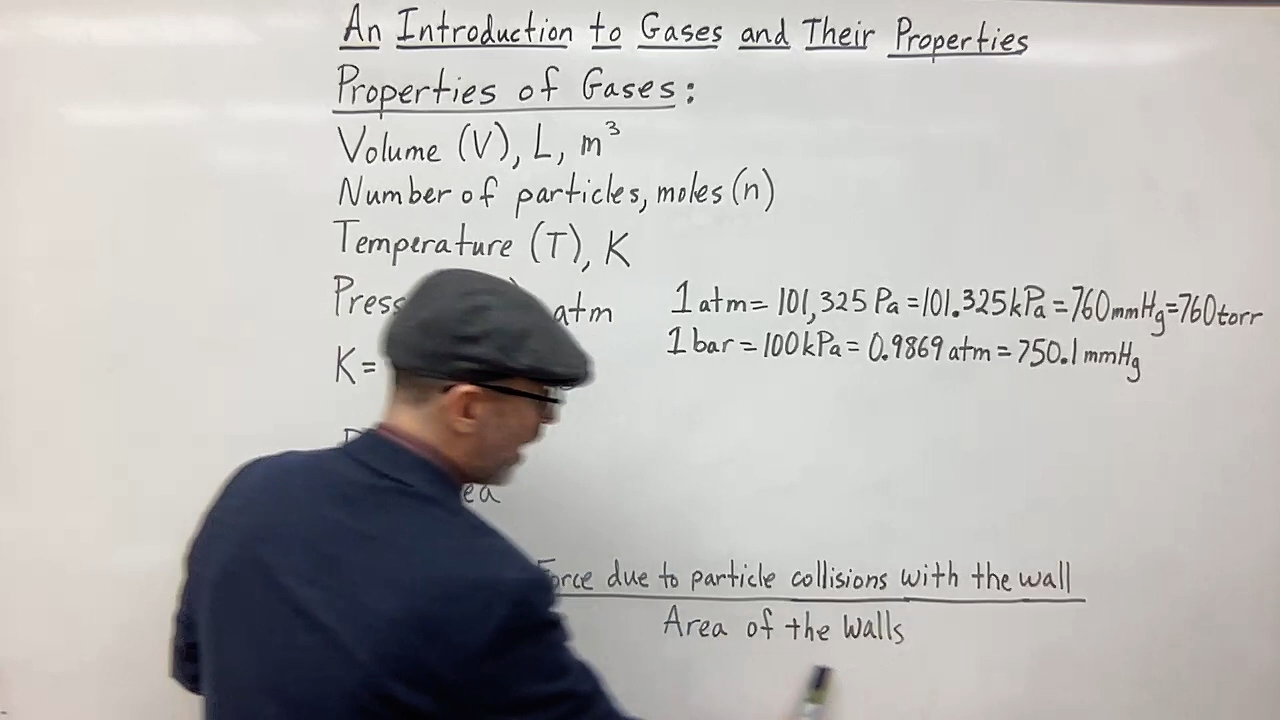 An Introduction to Gases and Their Properties
Properties of Gases:
Volume (V), L, m³
Number of particles, moles (n)
Temperature (T), K
Press atm
1 atm = 101,325 Pa = 101.325 kPa = 760 mmHg = 760 torr
K =
1 bar = 100 kPa = 0.9869 atm = 750.1 mmHg
ea
Force due to particle collisions with the wall
Area of the walls